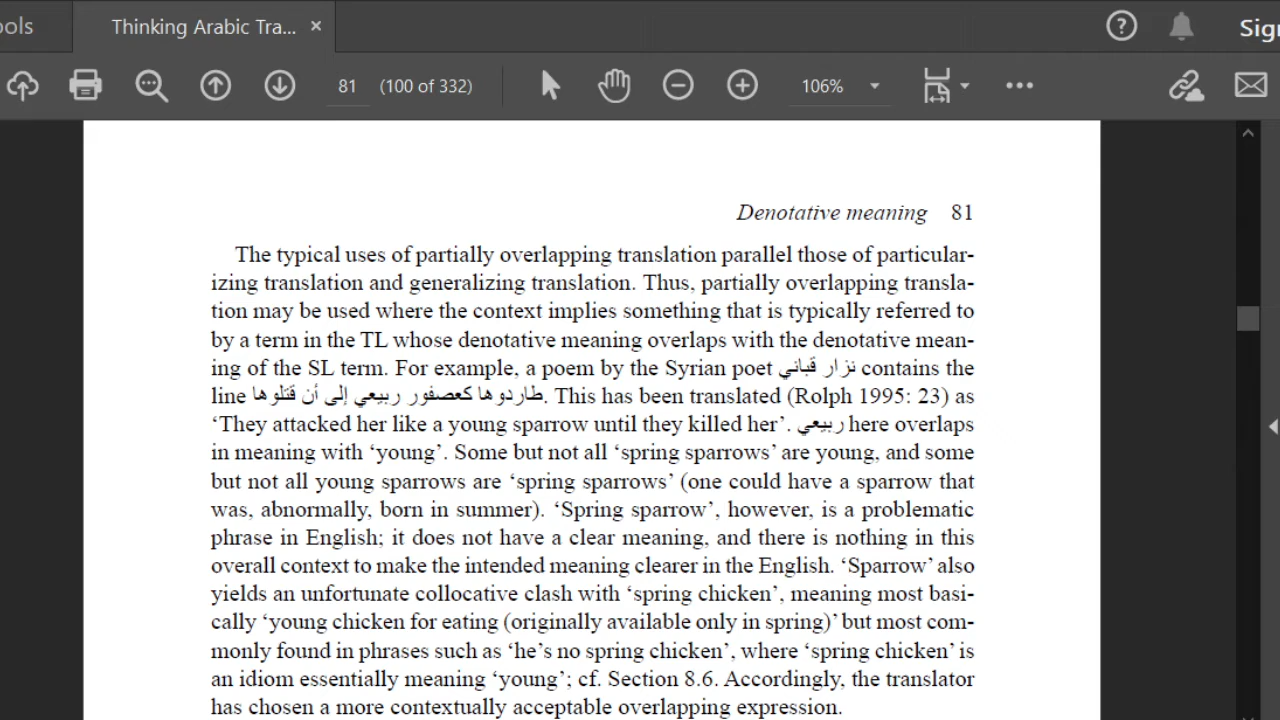 ools
Thinking Arabic Tra...
Sig
81 (100 of 332)
106%
Denotative meaning 81
The typical uses of partially overlapping translation parallel those of particular-
izing translation and generalizing translation. Thus, partially overlapping transla-
tion may be used where the context implies something that is typically referred to
by a term in the TL whose denotative meaning overlaps with the denotative mean-
ing of the SL term. For example, a poem by the Syrian poet نزار قباني contains the
line طاردوها كعصفور ربيعي إلى أن قتلوها. This has been translated (Rolph 1995: 23) as
‘They attacked her like a young sparrow until they killed her’. ربيعي here overlaps
in meaning with ‘young’. Some but not all ‘spring sparrows’ are young, and some
but not all young sparrows are ‘spring sparrows’ (one could have a sparrow that
was, abnormally, born in summer). ‘Spring sparrow’, however, is a problematic
phrase in English; it does not have a clear meaning, and there is nothing in this
overall context to make the intended meaning clearer in the English. ‘Sparrow’ also
yields an unfortunate collocative clash with ‘spring chicken’, meaning most basi-
cally ‘young chicken for eating (originally available only in spring)’ but most com-
monly found in phrases such as ‘he’s no spring chicken’, where ‘spring chicken’ is
an idiom essentially meaning ‘young’; cf. Section 8.6. Accordingly, the translator
has chosen a more contextually acceptable overlapping expression.